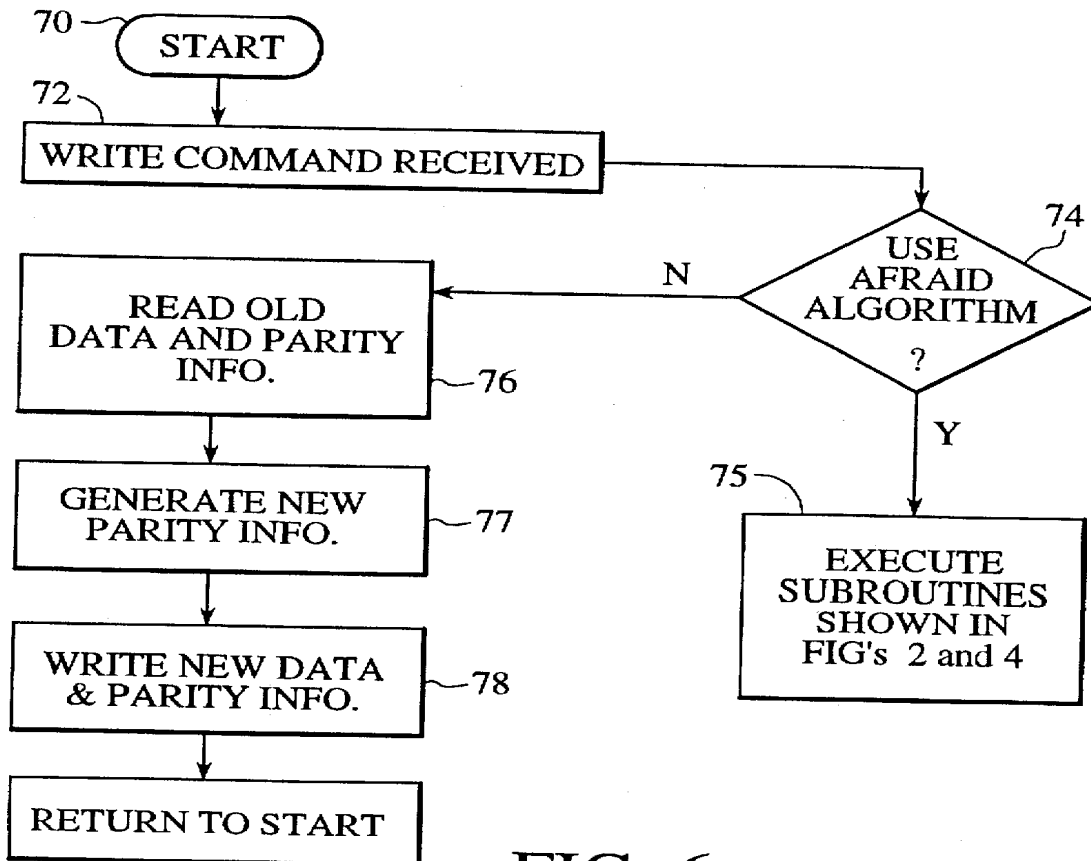 70
START
72
WRITE COMMAND RECEIVED
74
USE
AFRAID
ALGORITHM
?
N
Y
READ OLD
DATA AND PARITY
INFO.
76
GENERATE NEW
PARITY INFO.
77
WRITE NEW DATA
& PARITY INFO.
78
RETURN TO START
75
EXECUTE
SUBROUTINES
SHOWN IN
FIG's 2 and 4
FIG. 6